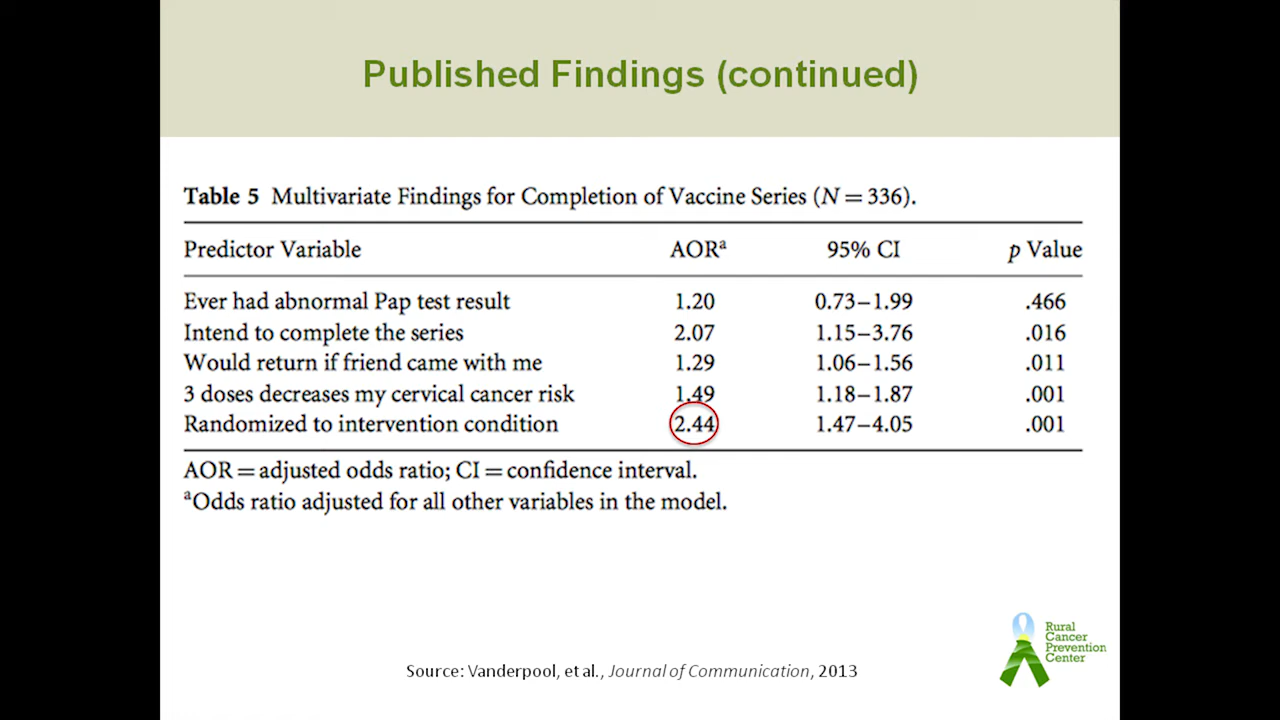 Published Findings (continued)
Table 5 Multivariate Findings for Completion of Vaccine Series (N = 336).
Predictor Variable AORᵃ 95% CI p Value
Ever had abnormal Pap test result 1.20 0.73–1.99 .466
Intend to complete the series 2.07 1.15–3.76 .016
Would return if friend came with me 1.29 1.06–1.56 .011
3 doses decreases my cervical cancer risk 1.49 1.18–1.87 .001
Randomized to intervention condition 2.44 1.47–4.05 .001
AOR = adjusted odds ratio; CI = confidence interval.
ᵃOdds ratio adjusted for all other variables in the model.
Rural
Cancer
Prevention
Center
Source: Vanderpool, et al., Journal of Communication, 2013